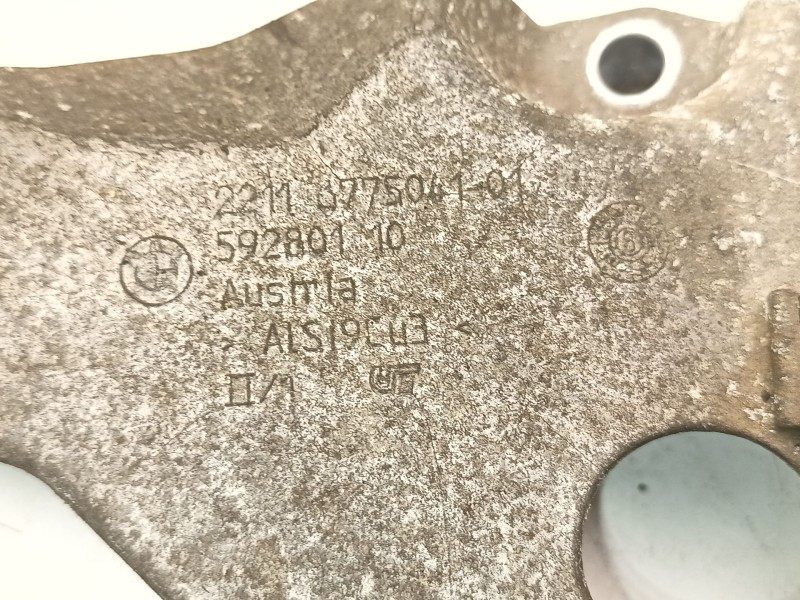 2211 6775041-01
592801 10
Austria
> AlSi9Cu3 <
II/1